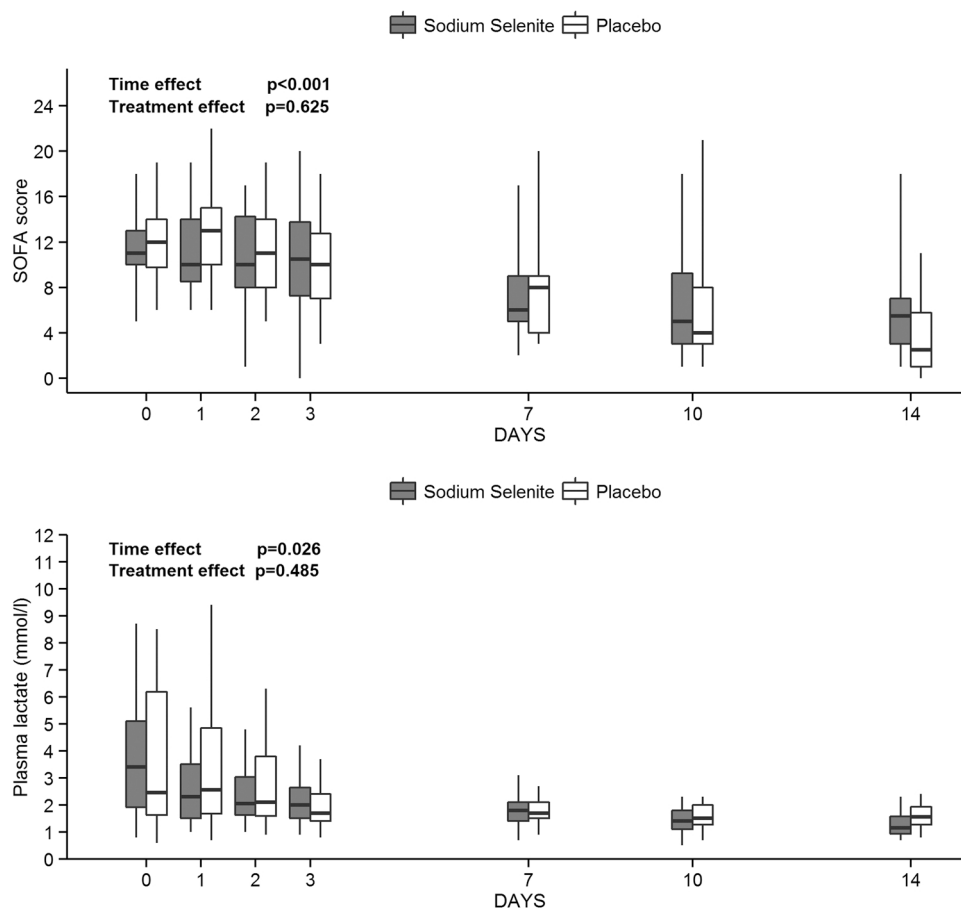 Sodium Selenite Placebo
Time effect p<0.001
Treatment effect p=0.625
SOFA score
24
20
16
12
8
4
0
0 1 2 3 7 10 14
DAYS
Sodium Selenite Placebo
Time effect p=0.026
Treatment effect p=0.485
Plasma lactate (mmol/l)
12
11
10
9
8
7
6
5
4
3
2
1
0
0 1 2 3 7 10 14
DAYS